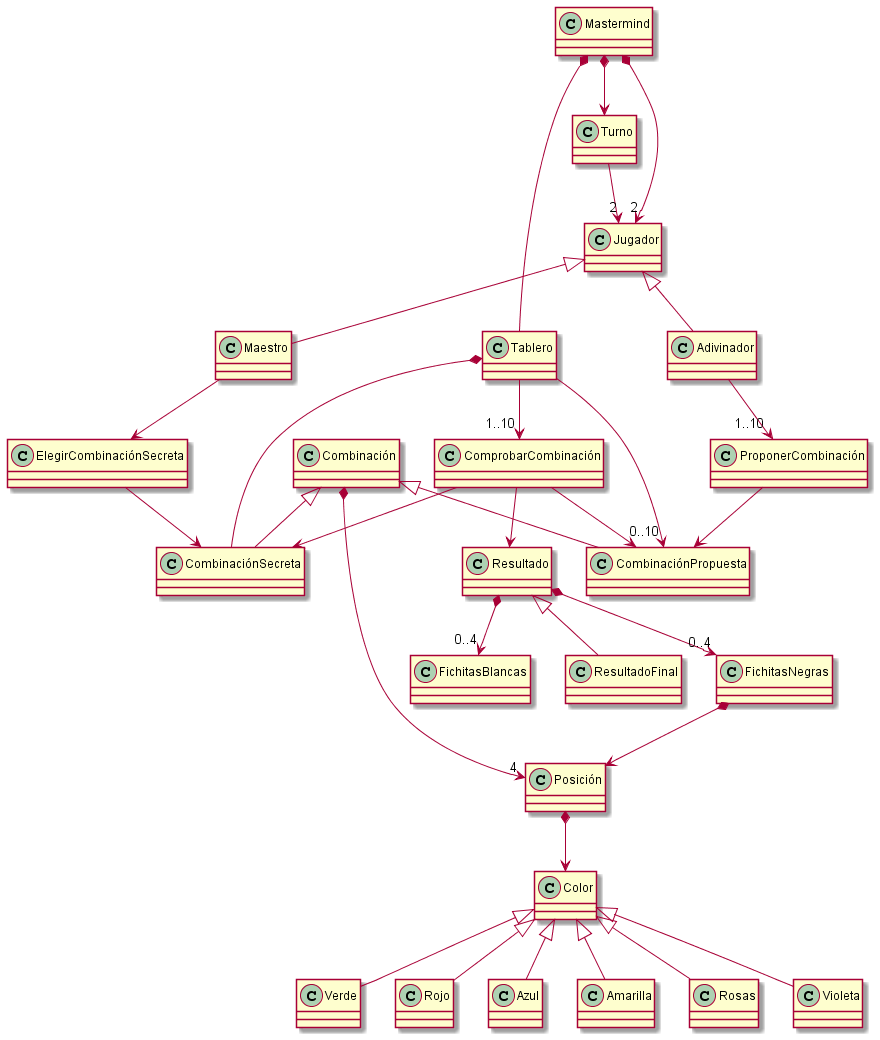 C Mastermind
C Turno
2
2
C Jugador
C Maestro
C Tablero
C Adivinador
1..10
1..10
C ElegirCombinaciónSecreta
C Combinación
C ComprobarCombinación
C ProponerCombinación
0..10
C CombinaciónSecreta
C Resultado
C CombinaciónPropuesta
0..4
0..4
C FichitasBlancas
C ResultadoFinal
C FichitasNegras
4
C Posición
C Color
C Verde
C Rojo
C Azul
C Amarilla
C Rosas
C Violeta